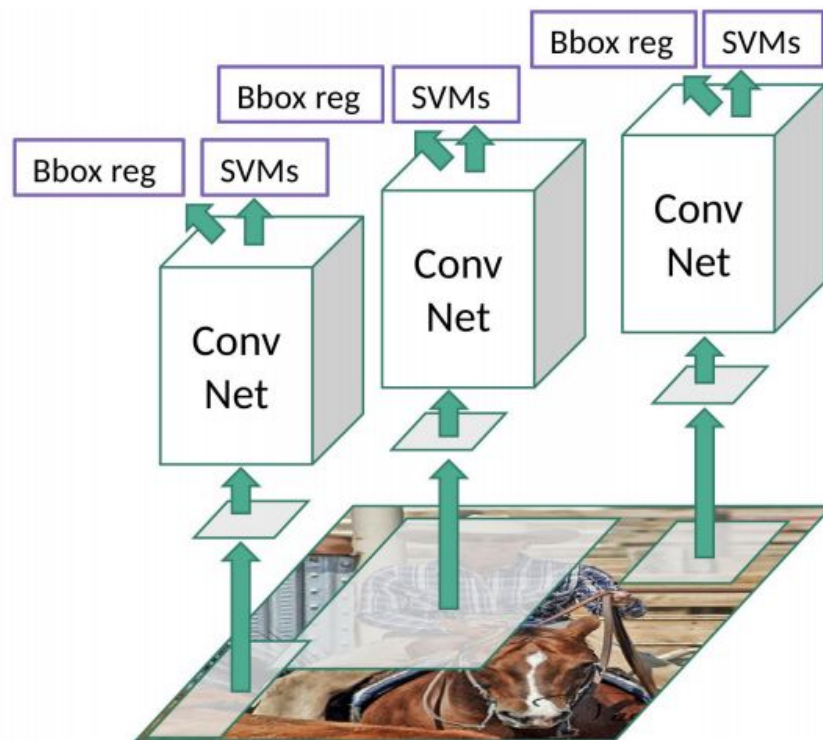 Bbox reg SVMs
Bbox reg SVMs
Bbox reg SVMs
Conv
Net
Conv
Net
Conv
Net